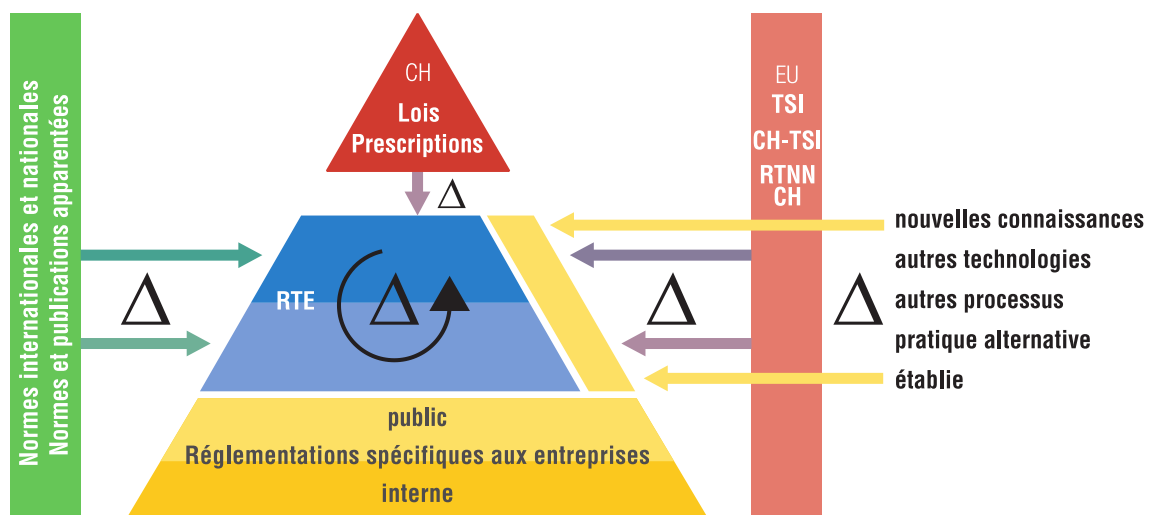 Normes internationales et nationales
Normes et publications apparentées
CH
Lois
Prescriptions
Δ
Δ
RTE
Δ
Δ
EU
TSI
CH-TSI
RTNN
CH
Δ
nouvelles connaissances
autres technologies
autres processus
pratique alternative
établie
public
Réglementations spécifiques aux entreprises
interne